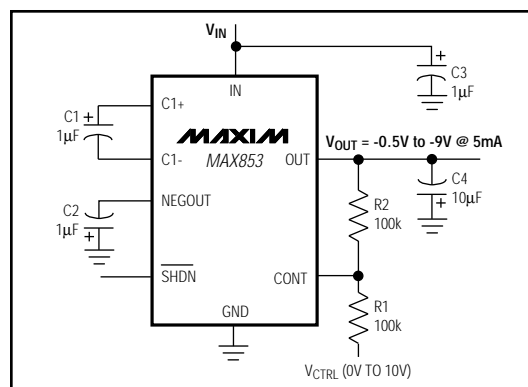 VIN
C1+
C1
1µF
C1-
C2
1µF
NEGOUT
SHDN
IN
MAXIM
MAX853
OUT
CONT
GND
C3
1µF
VOUT = -0.5V to -9V @ 5mA
C4
10µF
R2
100k
R1
100k
VCTRL (0V TO 10V)